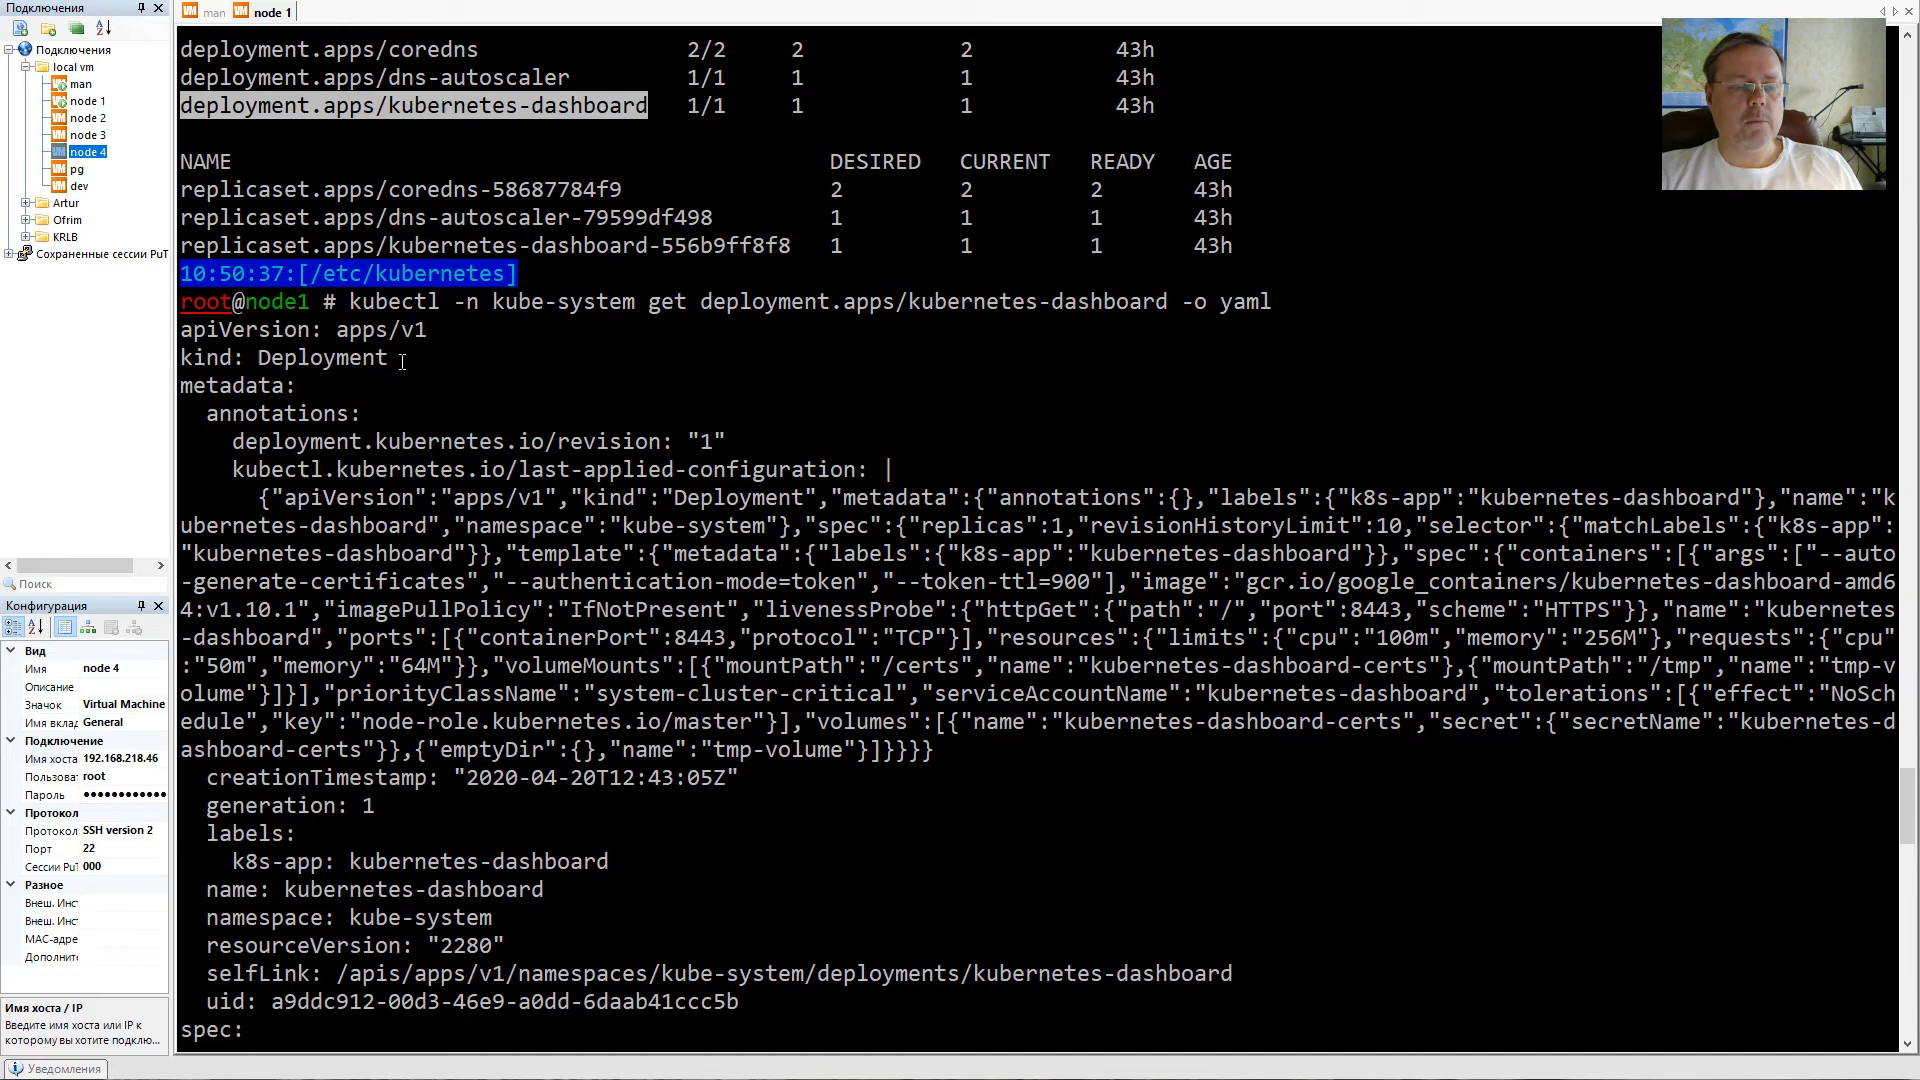 Подключения
man
node 1
Подключения
local vm
man
node 1
node 2
node 3
node 4
pg
dev
Artur
Ofrim
KRLB
Сохраненные сессии PuT
Поиск
Конфигурация
Вид
Имя node 4
Описание
Значок Virtual Machine
Имя вклад General
Подключение
Имя хоста 192.168.218.46
Пользова root
Пароль ••••••••••••
Протокол
Протокол SSH version 2
Порт 22
Сессии PuT 000
Разное
Внеш. Инс
Внеш. Инс
MAC-адре
Дополнит
Имя хоста / IP
Введите имя хоста или IP к
которому вы хотите подклю...
Уведомления
deployment.apps/coredns 2/2 2 2 43h
deployment.apps/dns-autoscaler 1/1 1 1 43h
deployment.apps/kubernetes-dashboard 1/1 1 1 43h
NAME DESIRED CURRENT READY AGE
replicaset.apps/coredns-58687784f9 2 2 2 43h
replicaset.apps/dns-autoscaler-79599df498 1 1 1 43h
replicaset.apps/kubernetes-dashboard-556b9ff8f8 1 1 1 43h
10:50:37:[/etc/kubernetes]
root@node1 # kubectl -n kube-system get deployment.apps/kubernetes-dashboard -o yaml
apiVersion: apps/v1
kind: Deployment
metadata:
annotations:
deployment.kubernetes.io/revision: "1"
kubectl.kubernetes.io/last-applied-configuration: |
{"apiVersion":"apps/v1","kind":"Deployment","metadata":{"annotations":{},"labels":{"k8s-app":"kubernetes-dashboard"},"name":"k
ubernetes-dashboard","namespace":"kube-system"},"spec":{"replicas":1,"revisionHistoryLimit":10,"selector":{"matchLabels":{"k8s-app":
"kubernetes-dashboard"}},"template":{"metadata":{"labels":{"k8s-app":"kubernetes-dashboard"}},"spec":{"containers":[{"args":["--auto
-generate-certificates","--authentication-mode=token","--token-ttl=900"],"image":"gcr.io/google_containers/kubernetes-dashboard-amd6
4:v1.10.1","imagePullPolicy":"IfNotPresent","livenessProbe":{"httpGet":{"path":"/","port":8443,"scheme":"HTTPS"}},"name":"kubernetes
-dashboard","ports":[{"containerPort":8443,"protocol":"TCP"}],"resources":{"limits":{"cpu":"100m","memory":"256M"},"requests":{"cpu"
:"50m","memory":"64M"}},"volumeMounts":[{"mountPath":"/certs","name":"kubernetes-dashboard-certs"},{"mountPath":"/tmp","name":"tmp-v
olume"}]}],"priorityClassName":"system-cluster-critical","serviceAccountName":"kubernetes-dashboard","tolerations":[{"effect":"NoSch
edule","key":"node-role.kubernetes.io/master"}],"volumes":[{"name":"kubernetes-dashboard-certs","secret":{"secretName":"kubernetes-d
ashboard-certs"}},{"emptyDir":{},"name":"tmp-volume"}]}}}}
creationTimestamp: "2020-04-20T12:43:05Z"
generation: 1
labels:
k8s-app: kubernetes-dashboard
name: kubernetes-dashboard
namespace: kube-system
resourceVersion: "2280"
selfLink: /apis/apps/v1/namespaces/kube-system/deployments/kubernetes-dashboard
uid: a9ddc912-00d3-46e9-a0dd-6daab41ccc5b
spec: